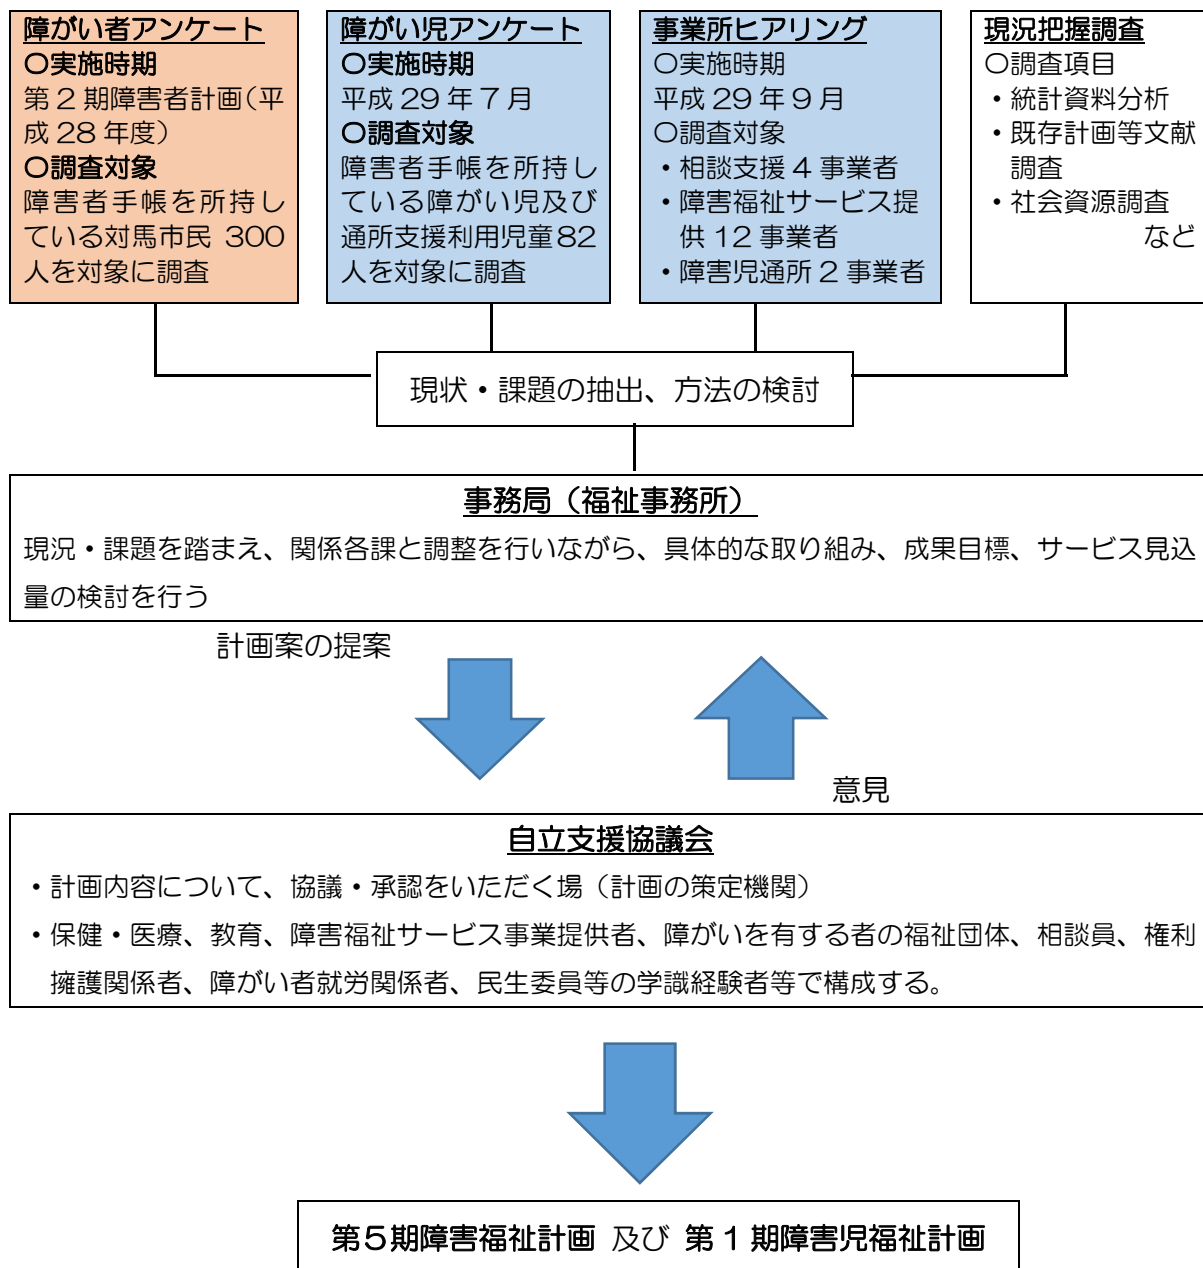 障がい者アンケート
〇実施時期
第2期障害者計画(平
成28年度)
〇調査対象
障害者手帳を所持し
ている対馬市民 300
人を対象に調査
障がい児アンケート
〇実施時期
平成29年7月
〇調査対象
障害者手帳を所持し
ている障がい児及び
通所支援利用児童82
人を対象に調査
事業所ヒアリング
〇実施時期
平成29年9月
〇調査対象
・相談支援4事業者
・障害福祉サービス提
供12事業者
・障害児通所2事業者
現況把握調査
〇調査項目
・統計資料分析
・既存計画等文献
調査
・社会資源調査
など
現状・課題の抽出、方法の検討
事務局（福祉事務所）
現況・課題を踏まえ、関係各課と調整を行いながら、具体的な取り組み、成果目標、サービス見込
量の検討を行う
計画案の提案
意見
自立支援協議会
・計画内容について、協議・承認をいただく場（計画の策定機関）
・保健・医療、教育、障害福祉サービス事業提供者、障がいを有する者の福祉団体、相談員、権利
擁護関係者、障がい者就労関係者、民生委員等の学識経験者等で構成する。
第5期障害福祉計画 及び 第1期障害児福祉計画